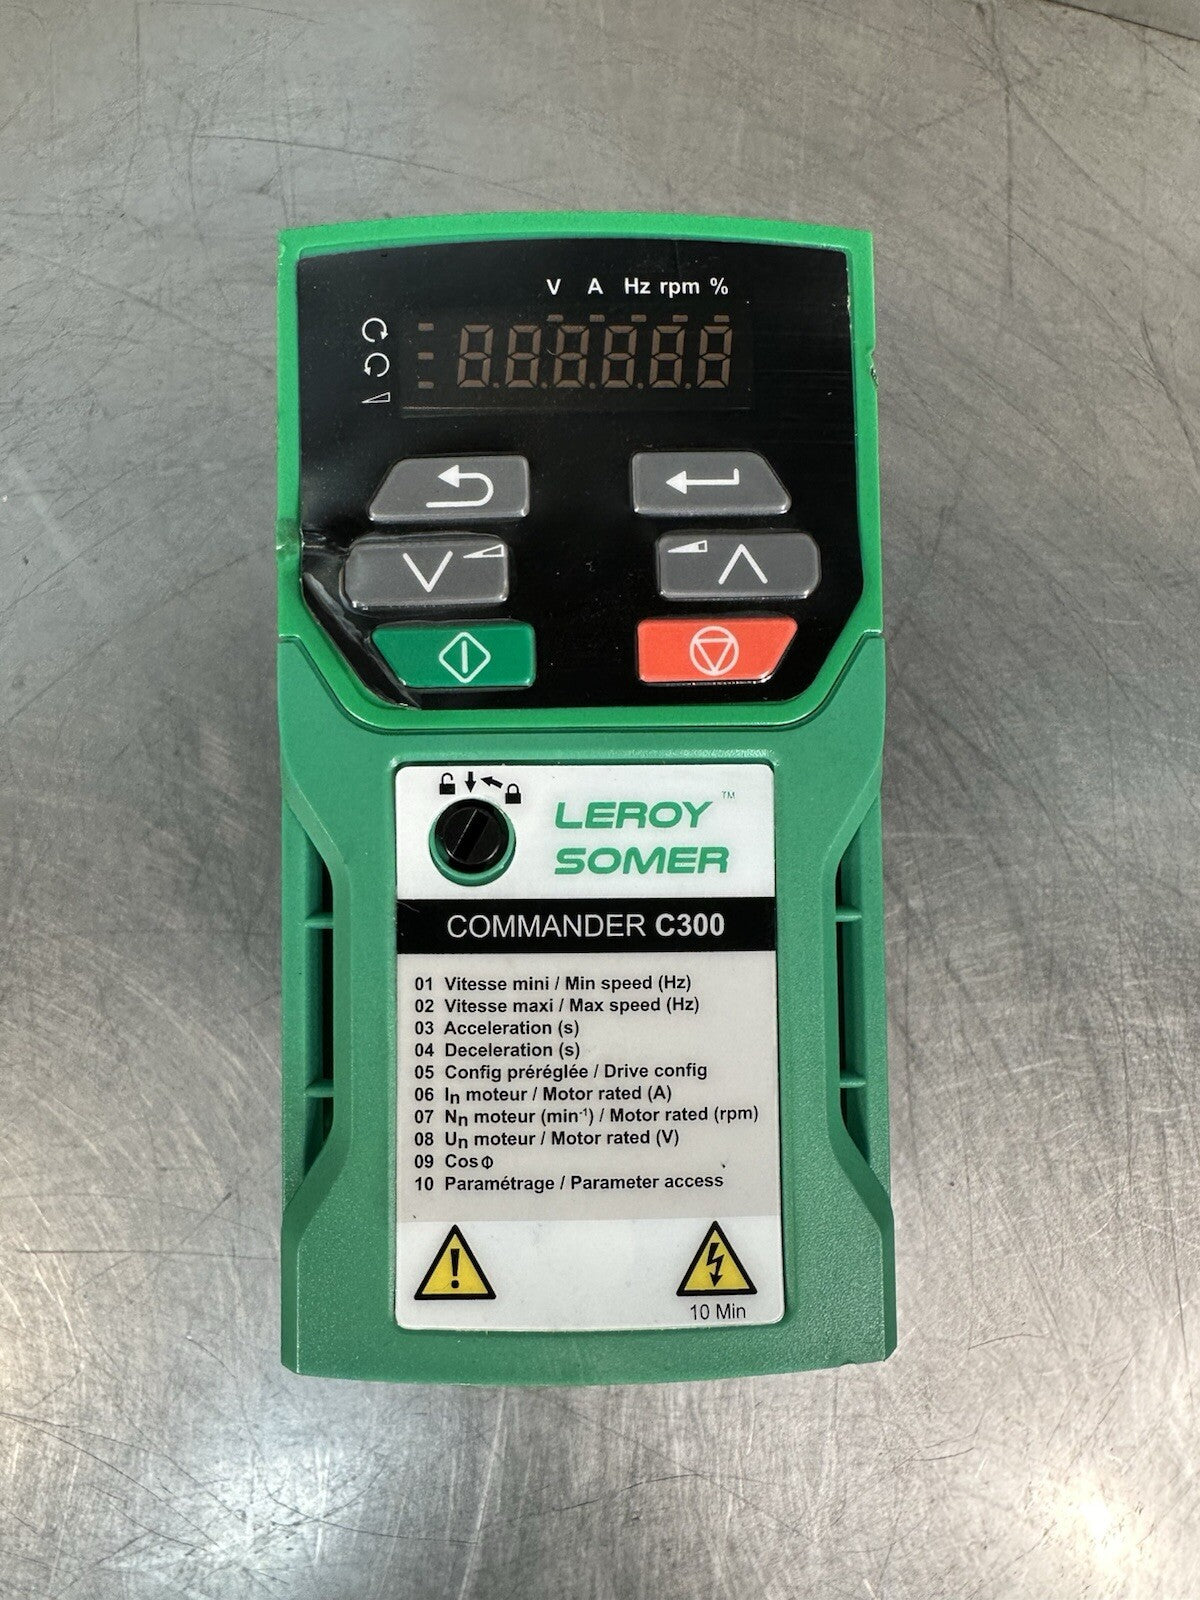 V A Hz rpm %
LEROY™
SOMER
COMMANDER C300
01 Vitesse mini / Min speed (Hz)
02 Vitesse maxi / Max speed (Hz)
03 Acceleration (s)
04 Deceleration (s)
05 Config préréglée / Drive config
06 In moteur / Motor rated (A)
07 Nn moteur (min⁻¹) / Motor rated (rpm)
08 Un moteur / Motor rated (V)
09 Cos Φ
10 Paramétrage / Parameter access
10 Min